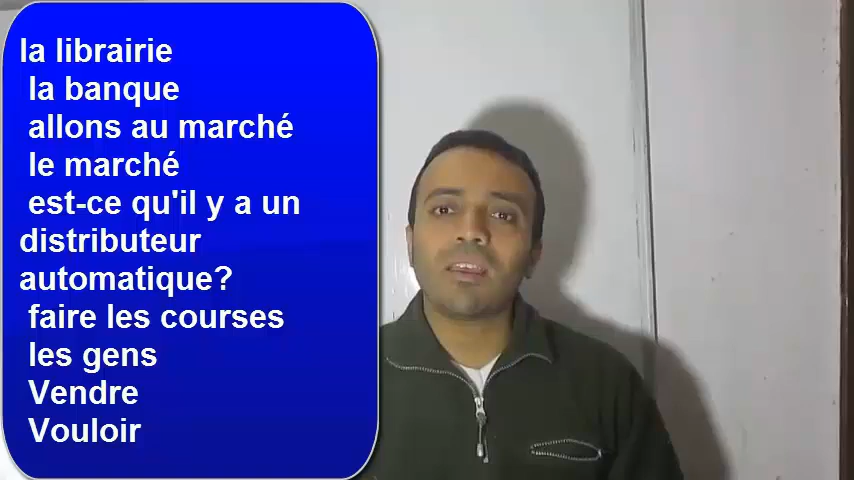 la librairie
la banque
allons au marché
le marché
est-ce qu'il y a un
distributeur
automatique?
faire les courses
les gens
Vendre
Vouloir